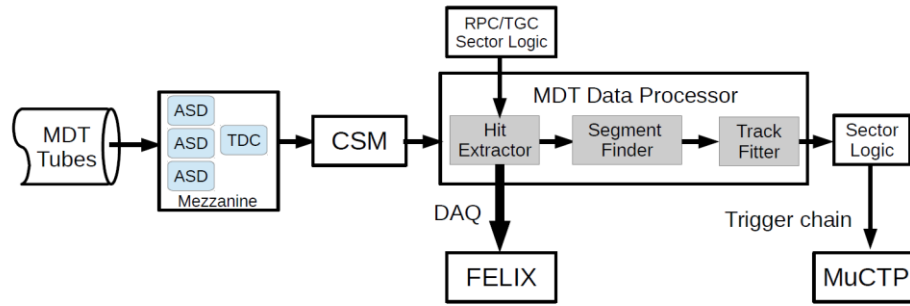 RPC/TGC
Sector Logic
MDT Data Processor
MDT
Tubes
ASD
ASD
ASD
TDC
Mezzanine
CSM
Hit
Extractor
Segment
Finder
Track
Fitter
Sector
Logic
DAQ
Trigger chain
FELIX
MuCTP